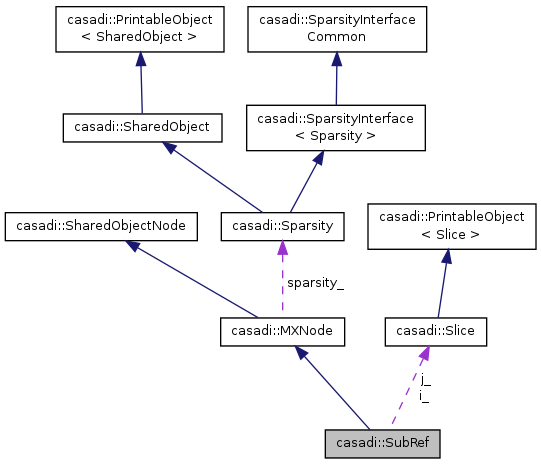 casadi::PrintableObject
< SharedObject >
casadi::SparsityInterface
Common
casadi::SharedObject
casadi::SparsityInterface
< Sparsity >
casadi::SharedObjectNode
casadi::Sparsity
casadi::PrintableObject
< Slice >
sparsity_
casadi::MXNode
casadi::Slice
j_
i_
casadi::SubRef